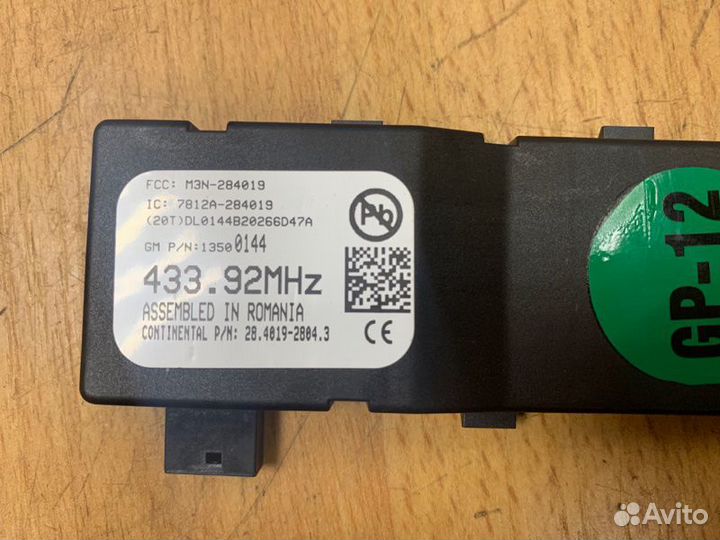 FCC: M3N-284019
IC: 7812A-284019
(20T)DL0144B20266D47A
GM P/N:13500144
433.92MHz
ASSEMBLED IN ROMANIA
CONTINENTAL P/N: 28.4019-2804.3
Pb
CE
GP-12
Avito